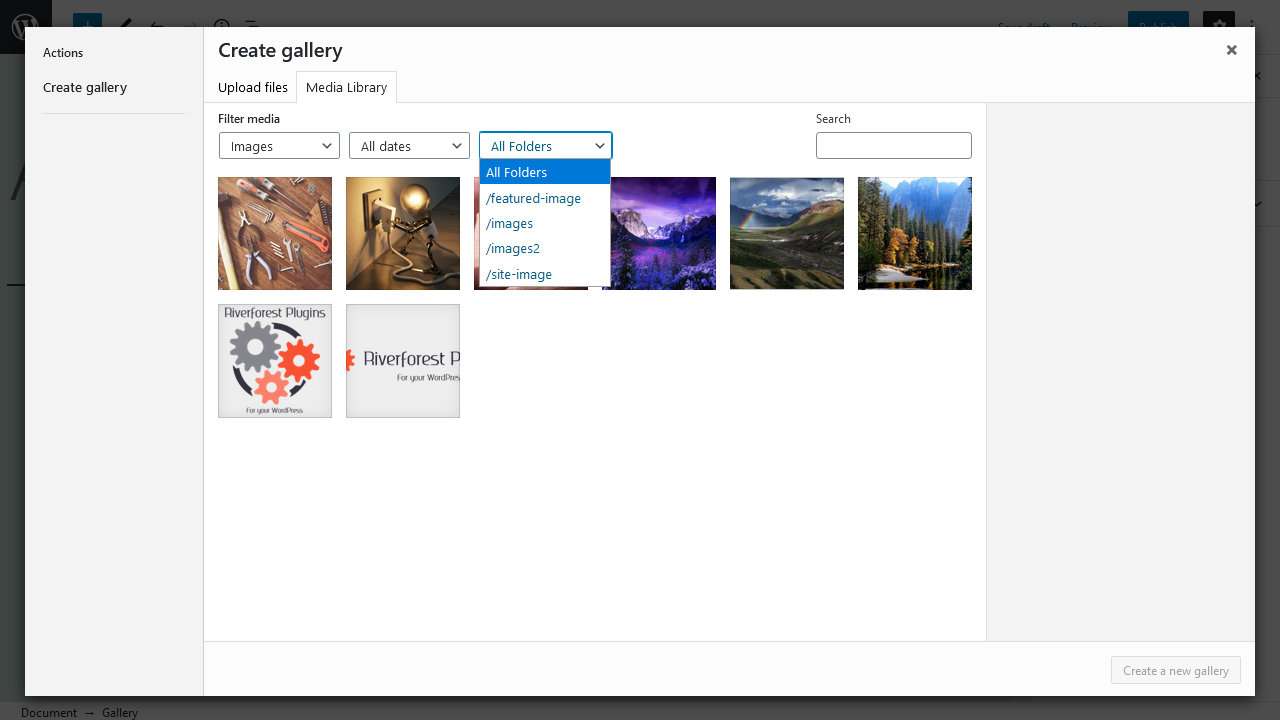 Save draft
Preview
Publish
Actions
Create gallery
Create gallery
Upload files
Media Library
Filter media
Search
Images
All dates
All Folders
All Folders
/featured-image
/images
/images2
/site-image
Riverforest Plugins
For your WordPress
Riverforest P
For your WordPres
Create a new gallery
Document → Gallery